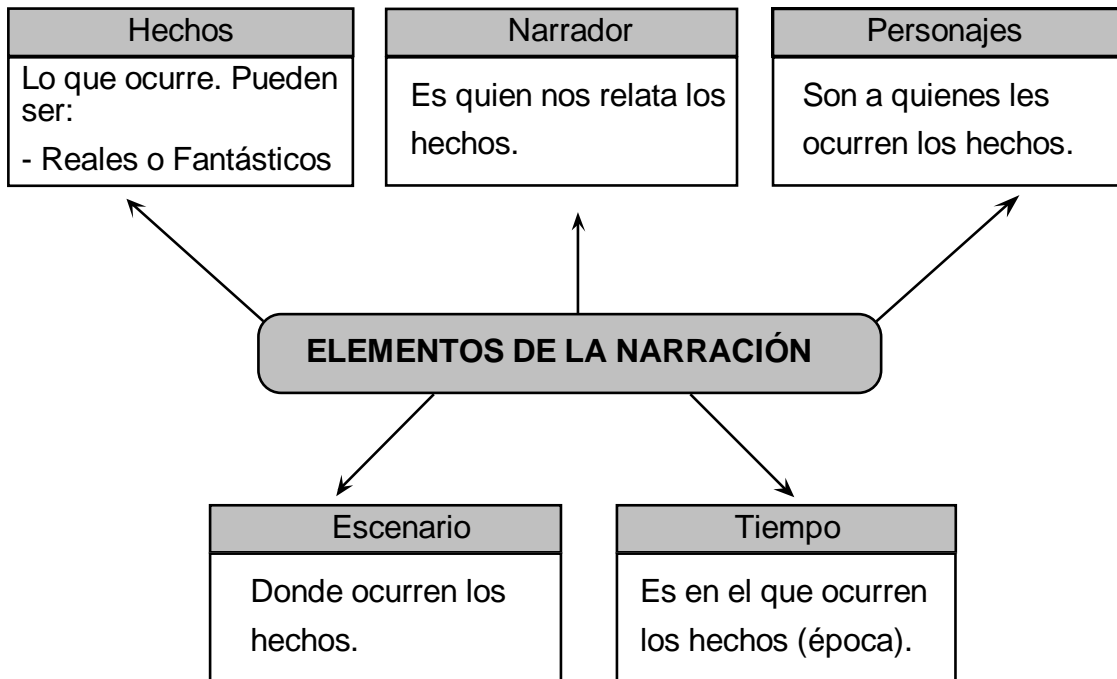 Hechos
Lo que ocurre. Pueden
ser:
- Reales o Fantásticos
Narrador
Es quien nos relata los
hechos.
Personajes
Son a quienes les
ocurren los hechos.
ELEMENTOS DE LA NARRACIÓN
Escenario
Donde ocurren los
hechos.
Tiempo
Es en el que ocurren
los hechos (época).